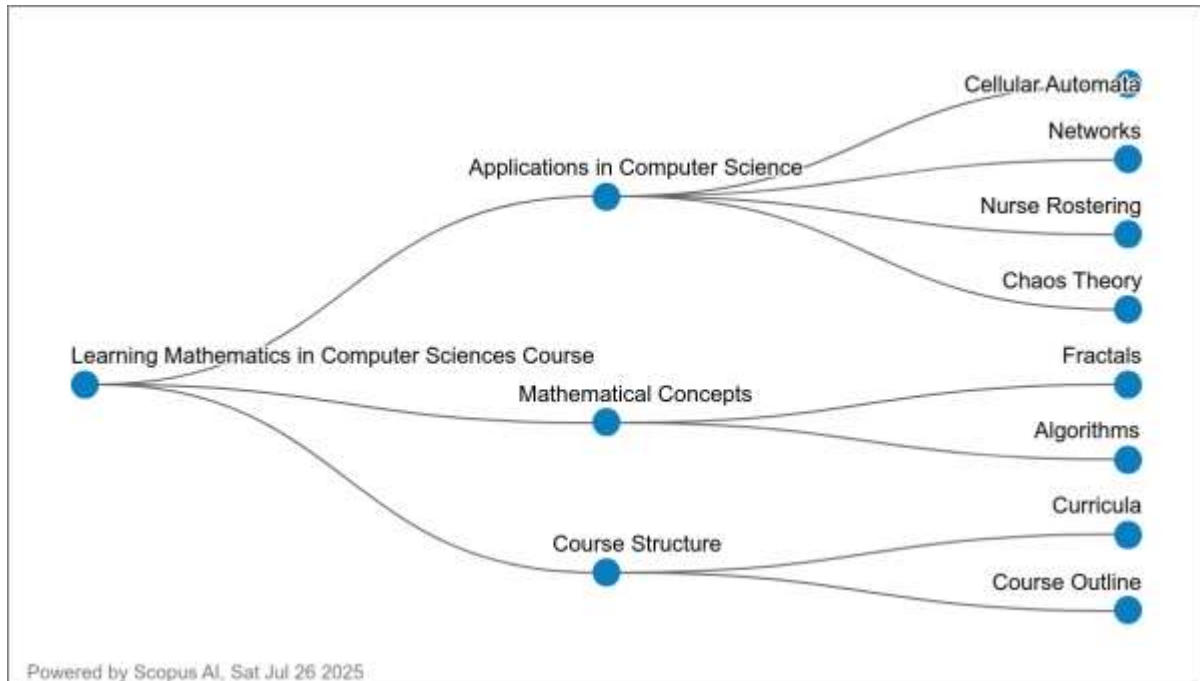 Cellular Automata
Networks
Applications in Computer Science
Nurse Rostering
Chaos Theory
Learning Mathematics in Computer Sciences Course
Fractals
Mathematical Concepts
Algorithms
Curricula
Course Structure
Course Outline
Powered by Scopus AI, Sat Jul 26 2025